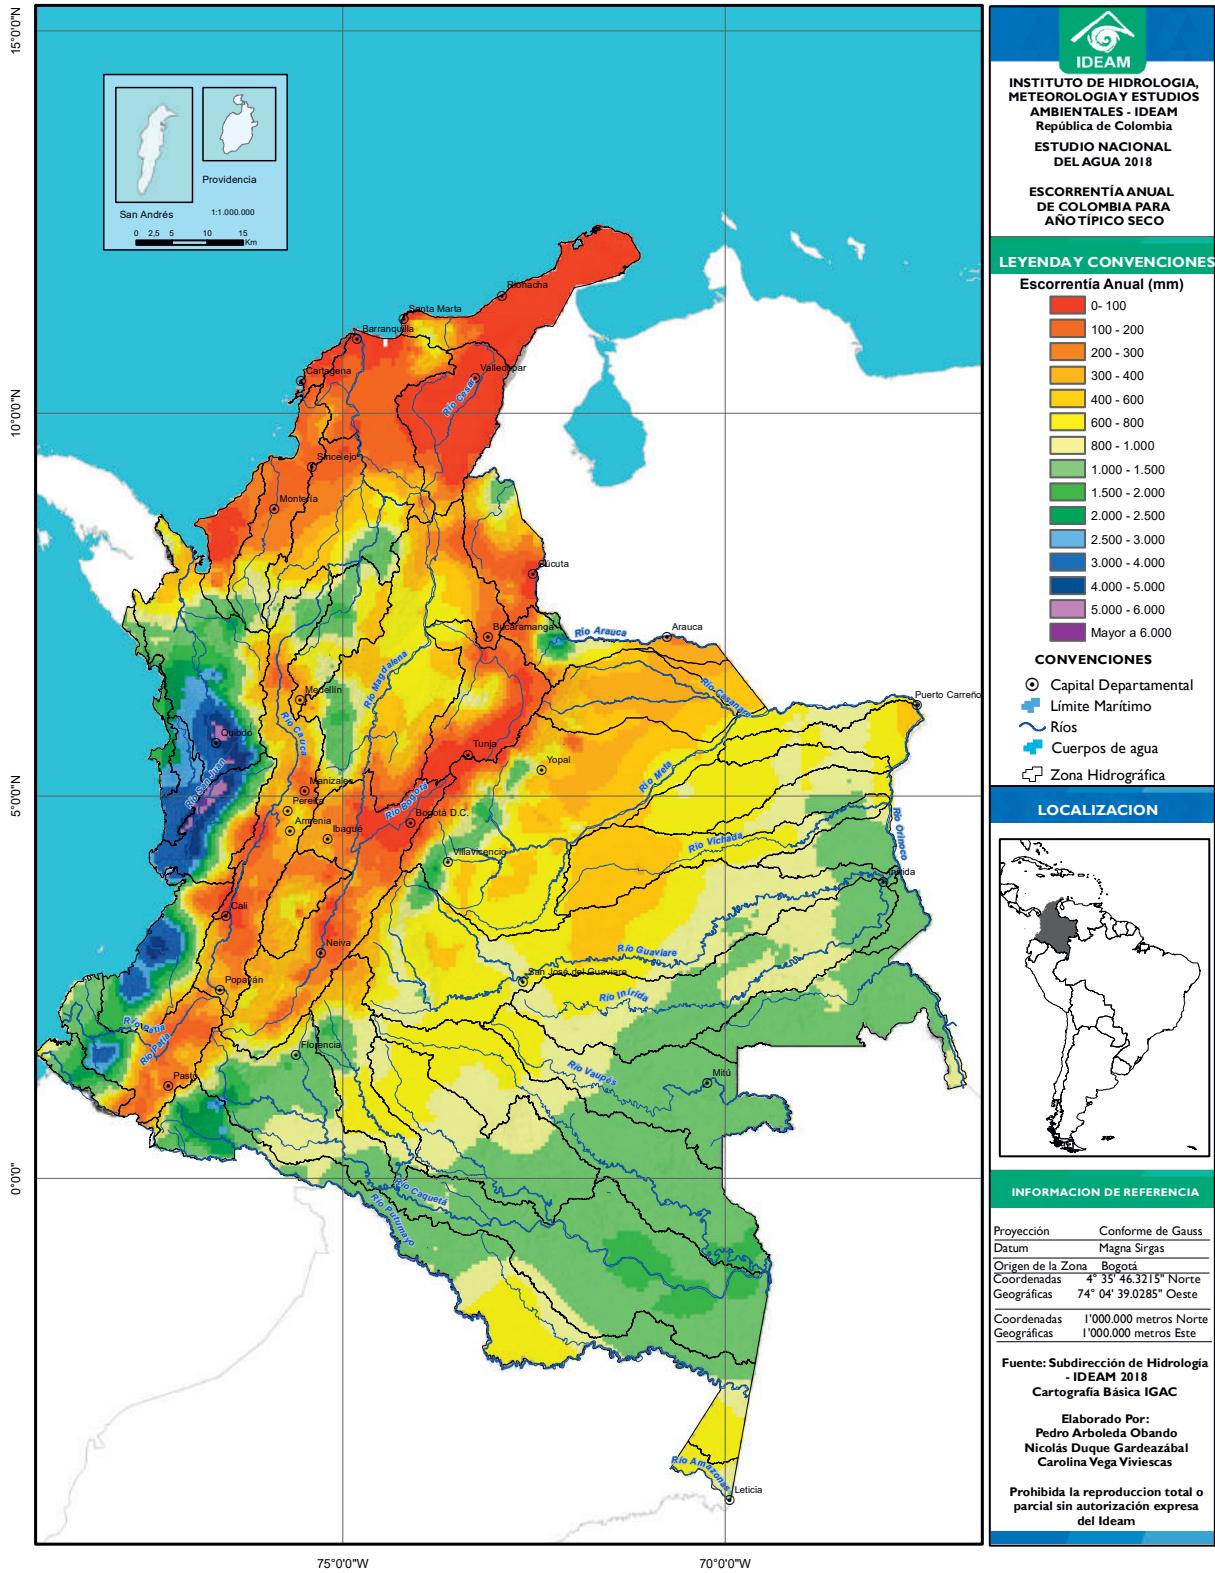 15°0'0"N
10°0'0"N
5°0'0"N
0°0'0"
75°0'0"W
70°0'0"W
San Andrés
Providencia
1:1.000.000
0 2,5 5 10 15
Km
Riohacha
Santa Marta
Barranquilla
Cartagena
Valledupar
Río Cesar
Sincelejo
Montería
Cúcuta
Bucaramanga
Río Arauca
Arauca
Río Magdalena
Medellín
Río Casanare
Puerto Carreño
Río Cauca
Quibdó
Tunja
Yopal
Río Meta
Río San Juan
Manizales
Pereira
Armenia
Ibagué
Río Bogotá
Bogotá D.C.
Río Orinoco
Villavicencio
Río Vichada
Inírida
Cali
Neiva
Río Guaviare
San José del Guaviare
Popayán
Río Inírida
Río Patía
Río Patía
Florencia
Río Vaupés
Mitú
Pasto
Río Caquetá
Río Putumayo
Río Amazonas
Leticia
IDEAM
INSTITUTO DE HIDROLOGIA,
METEOROLOGIA Y ESTUDIOS
AMBIENTALES - IDEAM
República de Colombia
ESTUDIO NACIONAL
DEL AGUA 2018
ESCORRENTÍA ANUAL
DE COLOMBIA PARA
AÑO TÍPICO SECO
LEYENDA Y CONVENCIONES
Escorrentía Anual (mm)
0- 100
100 - 200
200 - 300
300 - 400
400 - 600
600 - 800
800 - 1.000
1.000 - 1.500
1.500 - 2.000
2.000 - 2.500
2.500 - 3.000
3.000 - 4.000
4.000 - 5.000
5.000 - 6.000
Mayor a 6.000
CONVENCIONES
Capital Departamental
Límite Marítimo
Ríos
Cuerpos de agua
Zona Hidrográfica
LOCALIZACION
INFORMACION DE REFERENCIA
Proyección Conforme de Gauss
Datum Magna Sirgas
Origen de la Zona Bogotá
Coordenadas 4° 35' 46.3215" Norte
Geográficas 74° 04' 39.0285" Oeste
Coordenadas 1'000.000 metros Norte
Geográficas 1'000.000 metros Este
Fuente: Subdirección de Hidrología
- IDEAM 2018
Cartografía Básica IGAC
Elaborado Por:
Pedro Arboleda Obando
Nicolás Duque Gardeazábal
Carolina Vega Viviescas
Prohibida la reproduccion total o
parcial sin autorización expresa
del Ideam